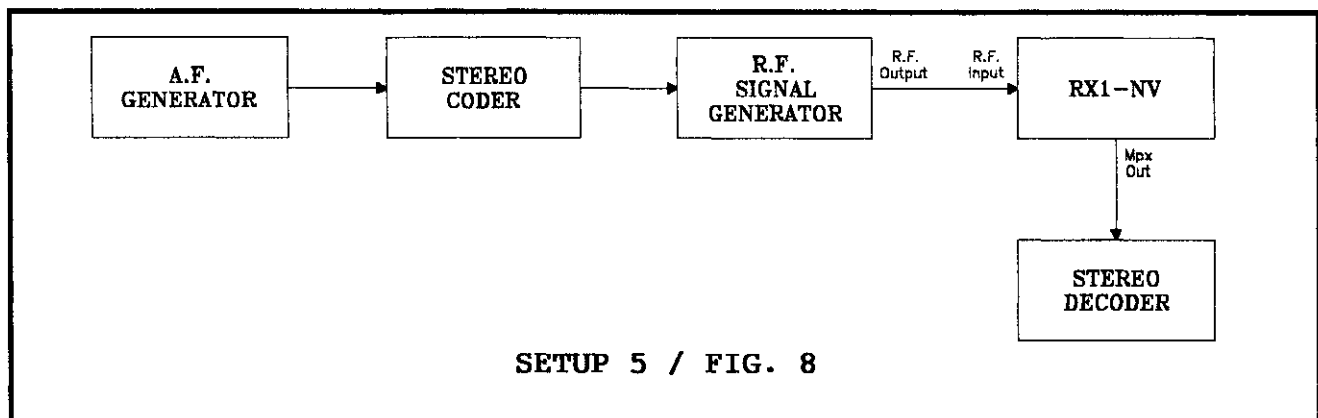 A.F.
GENERATOR
STEREO
CODER
R.F.
SIGNAL
GENERATOR
R.F.
Output
R.F.
Input
RX1-NV
Mpx
Out
STEREO
DECODER
SETUP 5 / FIG. 8